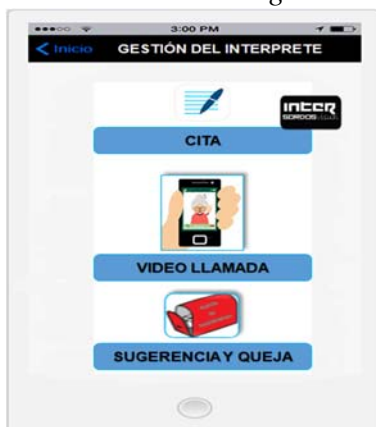 3:00 PM
< Inicio GESTIÓN DEL INTERPRETE
INTER
CITA
VIDEO LLAMADA
SUGERENCIA Y QUEJA